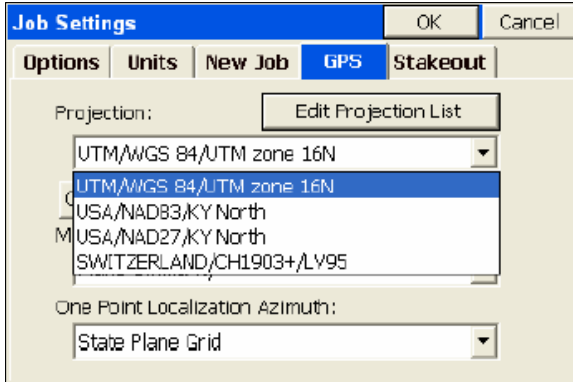 Job Settings OK Cancel
Options Units New Job GPS Stakeout
Projection: Edit Projection List
UTM/WGS 84/UTM zone 16N
UTM/WGS 84/UTM zone 16N
USA/NAD83/KY North
USA/NAD27/KY North
SWITZERLAND/CH1903+/LV95
One Point Localization Azimuth:
State Plane Grid